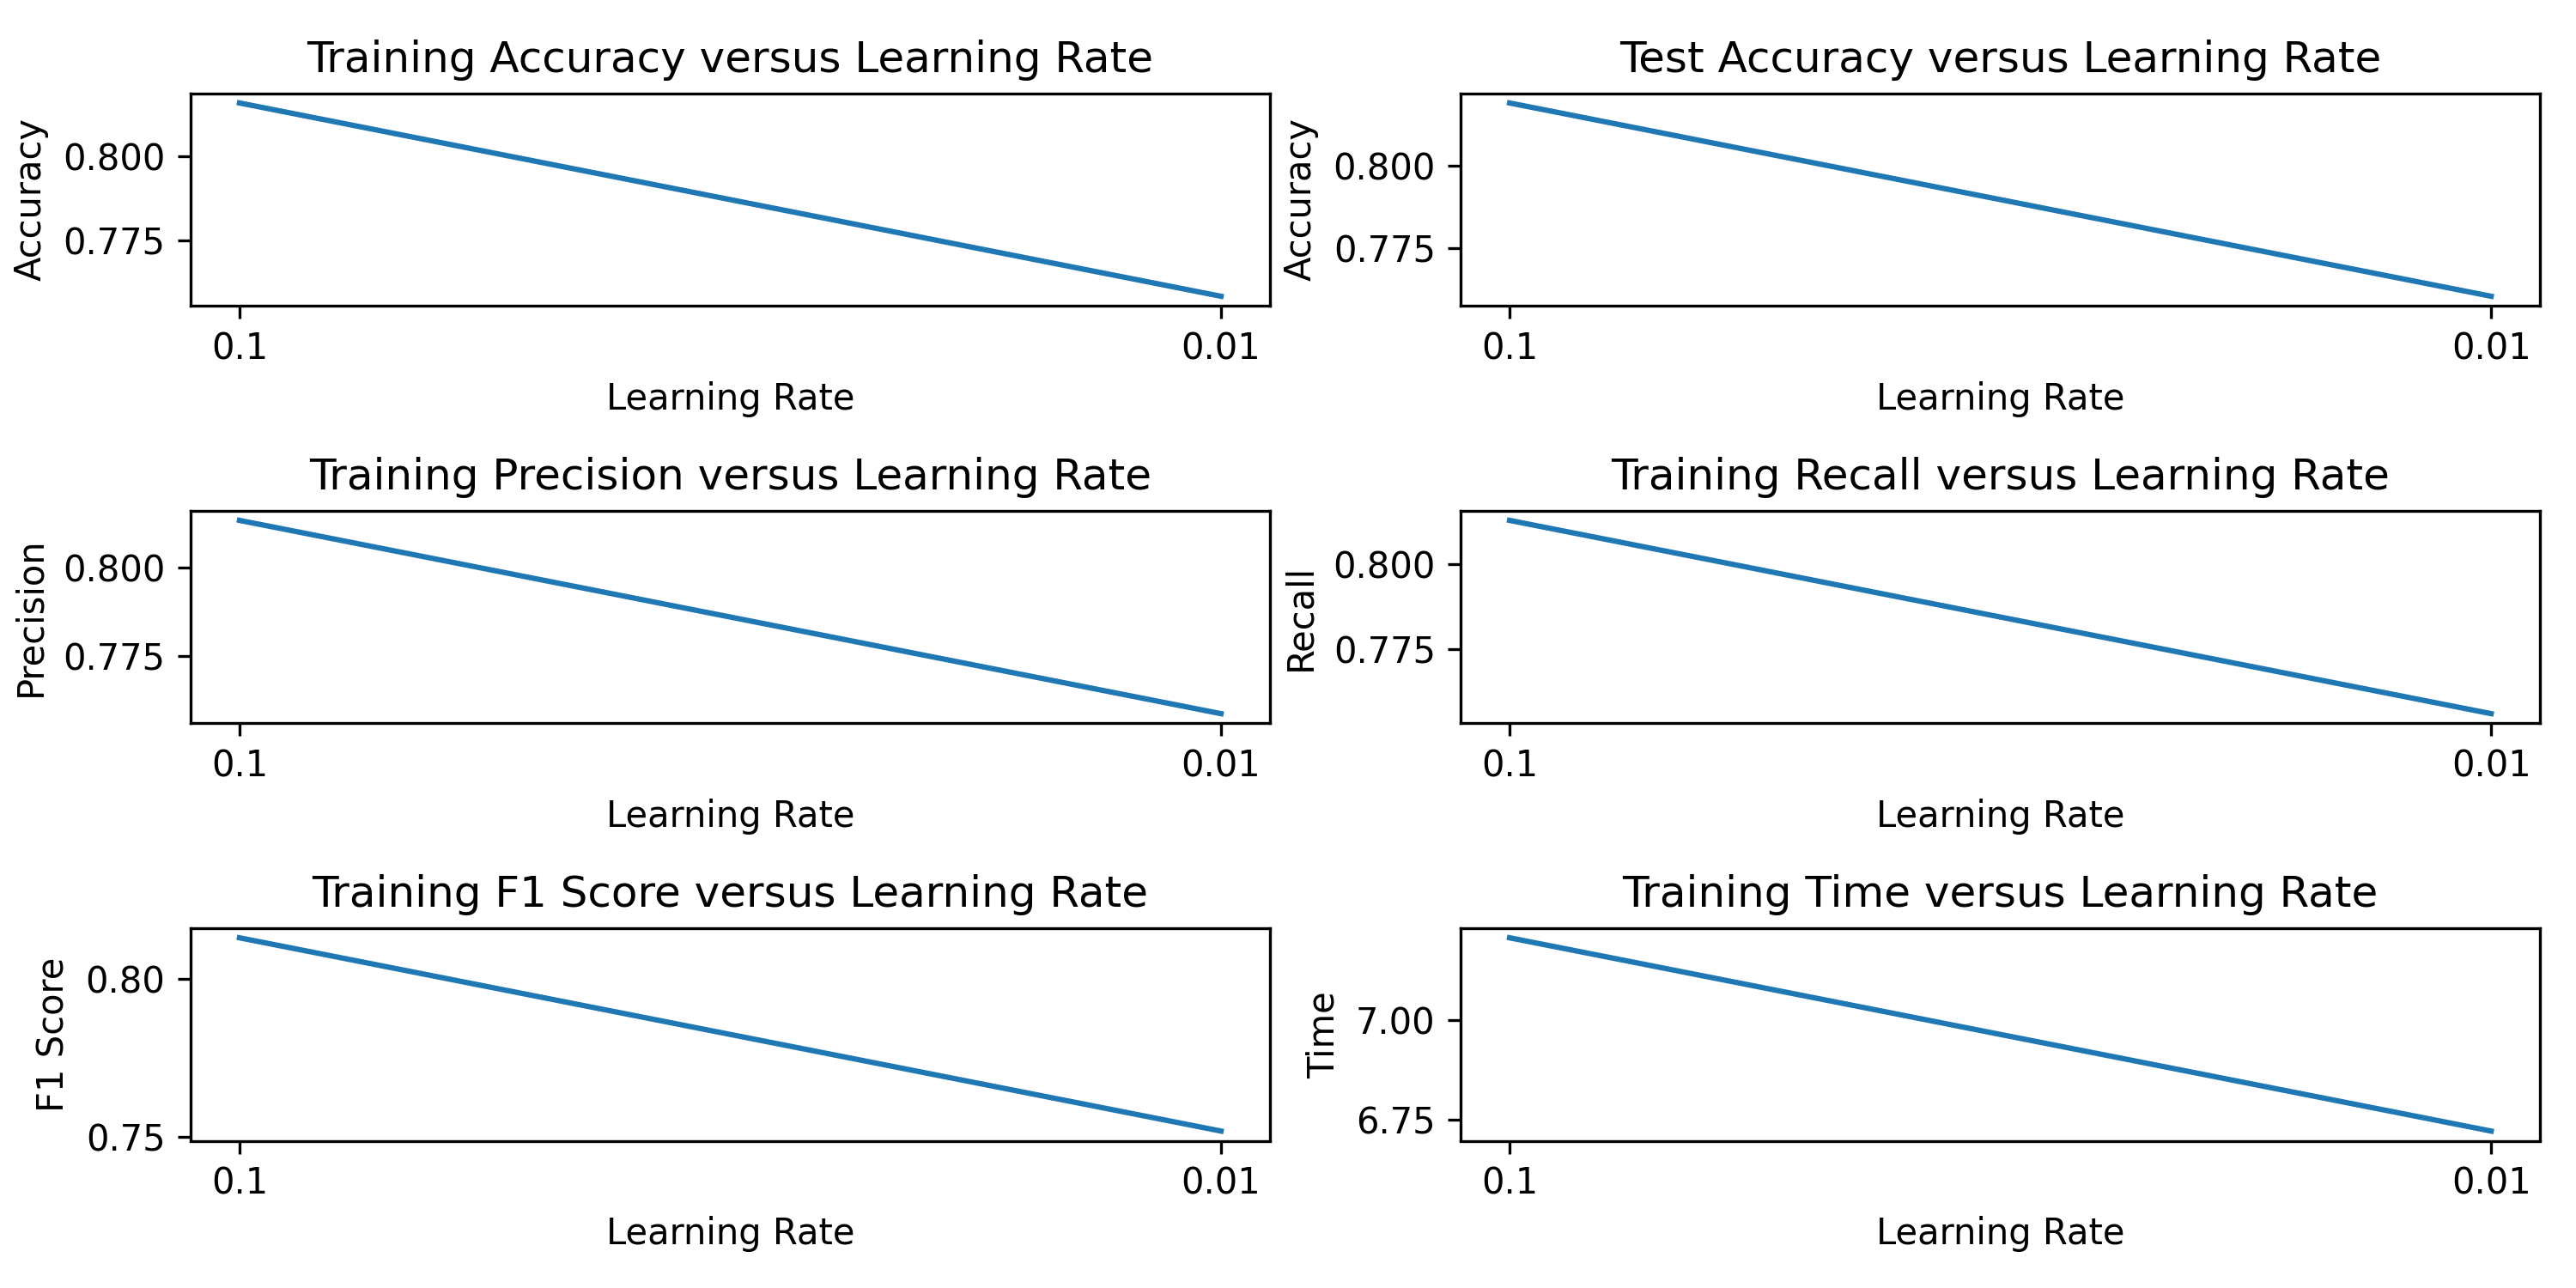 Training Accuracy versus Learning Rate
Accuracy
0.800
0.775
0.1
0.01
Learning Rate
Test Accuracy versus Learning Rate
Accuracy
0.800
0.775
0.1
0.01
Learning Rate
Training Precision versus Learning Rate
Precision
0.800
0.775
0.1
0.01
Learning Rate
Training Recall versus Learning Rate
Recall
0.800
0.775
0.1
0.01
Learning Rate
Training F1 Score versus Learning Rate
F1 Score
0.80
0.75
0.1
0.01
Learning Rate
Training Time versus Learning Rate
Time
7.00
6.75
0.1
0.01
Learning Rate